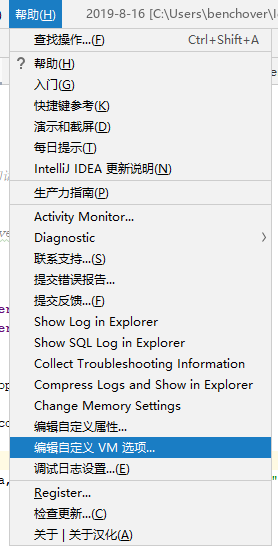 帮助(H)
2019-8-16 [C:\Users\benchover\I
查找操作...(F) Ctrl+Shift+A
? 帮助(H)
入门(G)
快捷键参考(K)
演示和截屏(D)
每日提示(T)
IntelliJ IDEA 更新说明(N)
生产力指南(P)
Activity Monitor...
Diagnostic
联系支持...(S)
提交错误报告...
提交反馈...(F)
Show Log in Explorer
Show SQL Log in Explorer
Collect Troubleshooting Information
Compress Logs and Show in Explorer
Change Memory Settings
编辑自定义属性...
编辑自定义 VM 选项...
调试日志设置...(E)
Register...
检查更新...(C)
关于 | 关于汉化(A)